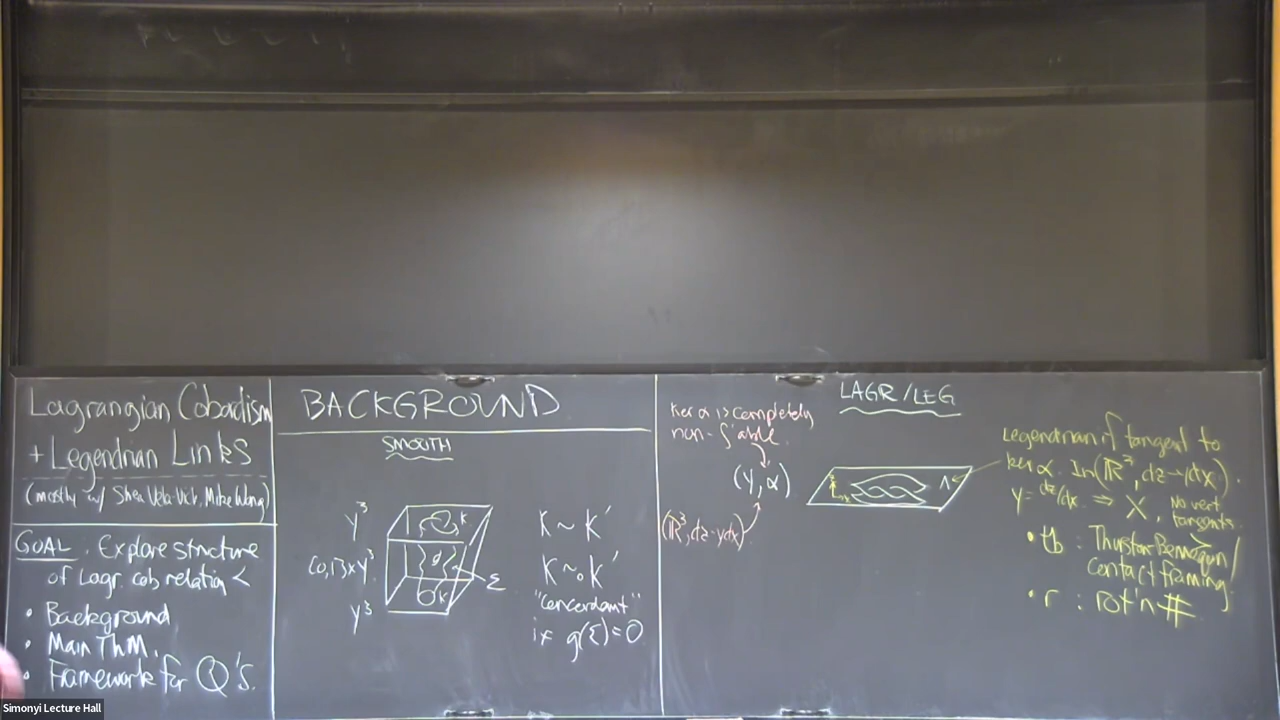 Lagrangian Cobordism
+ Legendrian Links
(mostly w/ Shea Vela-Vick, Mike Wong)
GOAL. Explore structure
of Lagr. cob relation <
• Background
• Main Thm.
• Framework for Q's.
BACKGROUND
SMOOTH
Y³
[0,1]×Y³
Y³
K
K'
Σ
K ~ K'
K ~₀ K'
"concordant"
if g(Σ)=0
LAGR/LEG
ker α is completely
non-∫'able.
(Y,α)
(ℝ³,dz-ydx)
Λ
Legendrian if tangent to
ker α. In (ℝ³,dz-ydx).
y=dz/dx ⇒ X, No vert
tangents.
• tb : Thurston Bennequin/
contact framing.
• r : rot'n #
Simonyi Lecture Hall